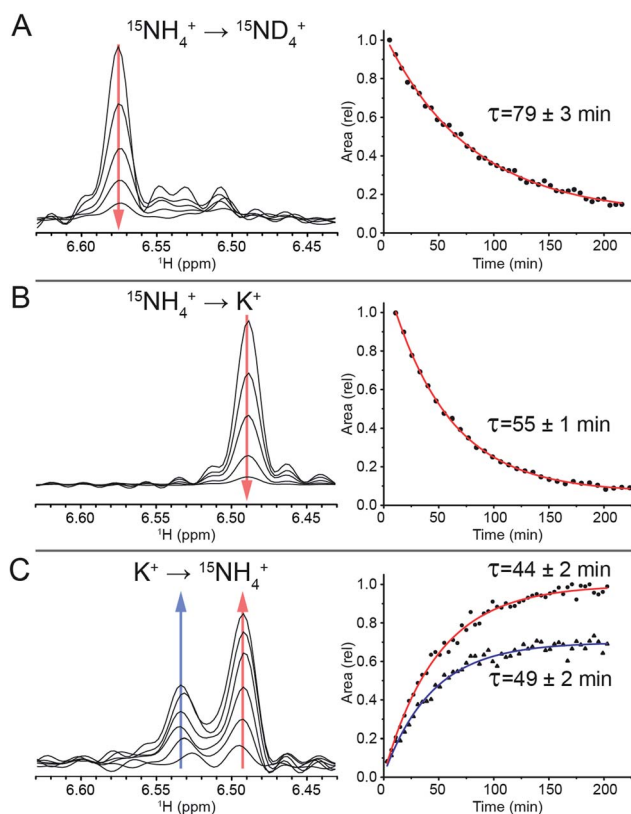 A
¹⁵NH₄⁺ → ¹⁵ND₄⁺
6.60 6.55 6.50 6.45
¹H (ppm)
Area (rel)
1.0
0.8
0.6
0.4
0.2
0.0
τ=79 ± 3 min
0 50 100 150 200
Time (min)
B
¹⁵NH₄⁺ → K⁺
6.60 6.55 6.50 6.45
¹H (ppm)
Area (rel)
1.0
0.8
0.6
0.4
0.2
0.0
τ=55 ± 1 min
0 50 100 150 200
Time (min)
C
K⁺ → ¹⁵NH₄⁺
6.60 6.55 6.50 6.45
¹H (ppm)
Area (rel)
1.0
0.8
0.6
0.4
0.2
0.0
τ=44 ± 2 min
τ=49 ± 2 min
0 50 100 150 200
Time (min)